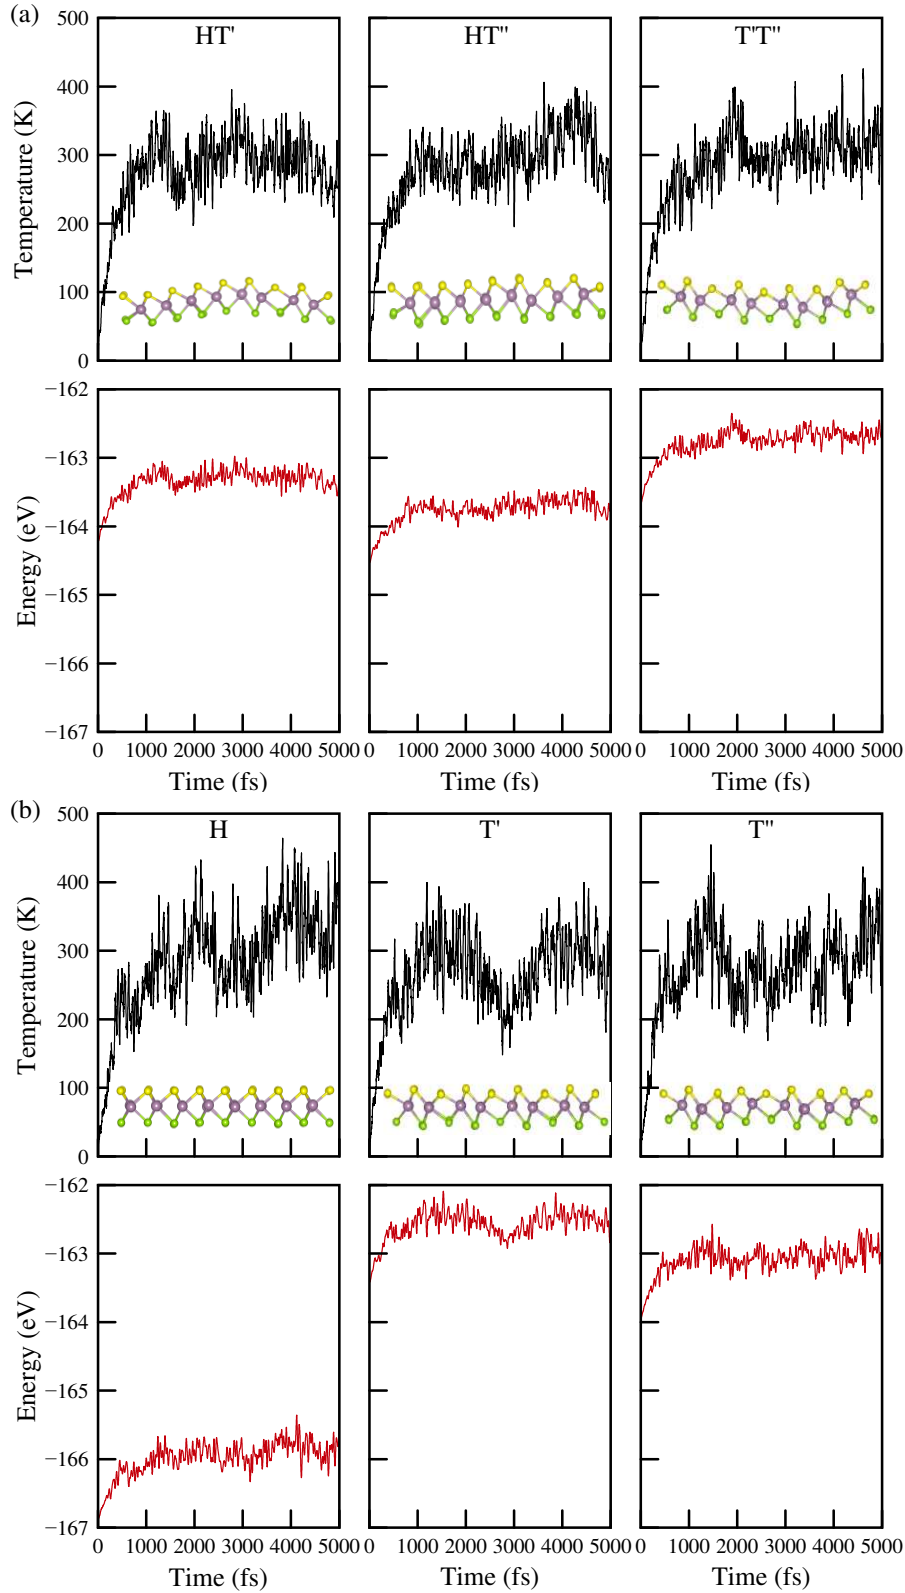 (a)
HT'
HT''
T'T''
500
400
300
200
100
0
Temperature (K)
−162
−163
−164
−165
−166
−167
Energy (eV)
0 1000 2000 3000 4000 5000
0 1000 2000 3000 4000 5000
0 1000 2000 3000 4000 5000
Time (fs)
Time (fs)
Time (fs)
(b)
H
T'
T''
500
400
300
200
100
0
Temperature (K)
−162
−163
−164
−165
−166
−167
Energy (eV)
0 1000 2000 3000 4000 5000
0 1000 2000 3000 4000 5000
0 1000 2000 3000 4000 5000
Time (fs)
Time (fs)
Time (fs)